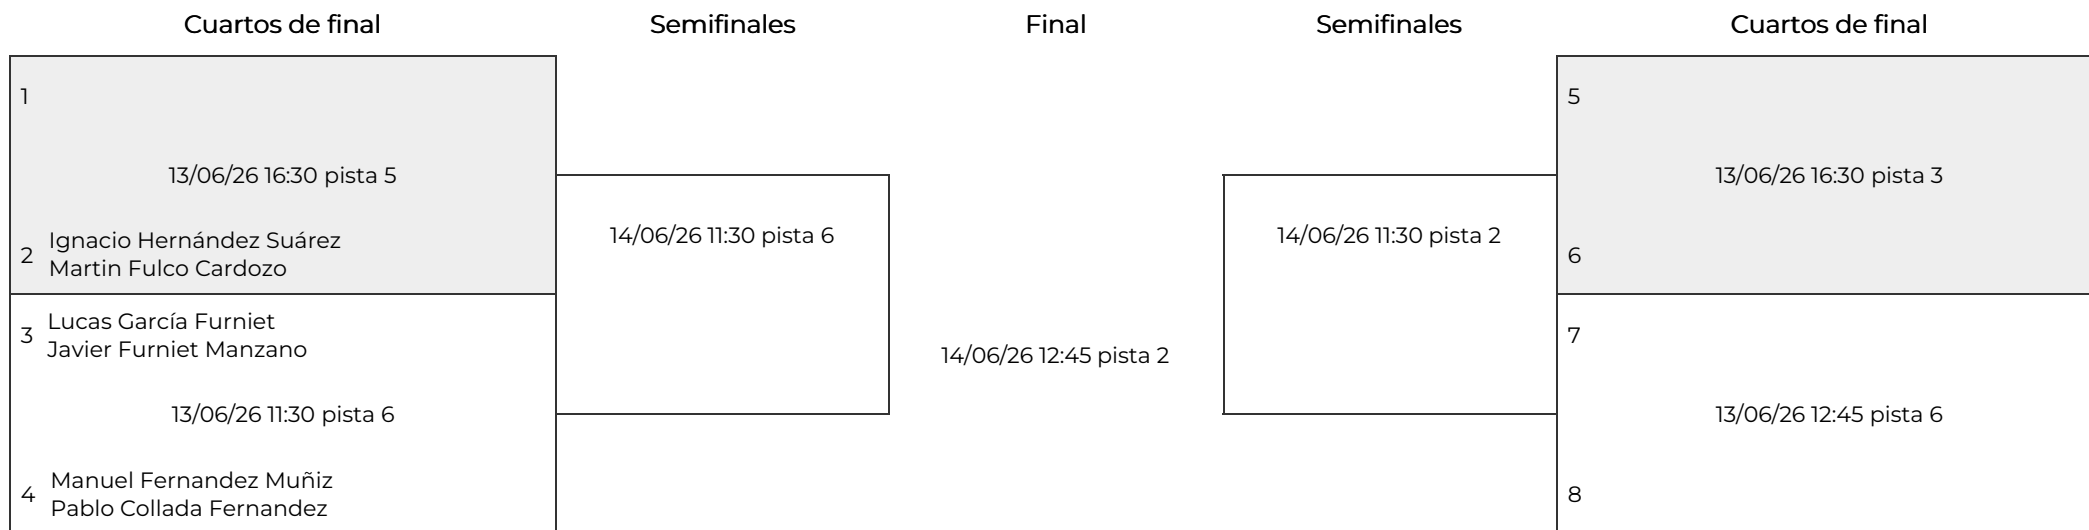 Cuartos de final
Semifinales
Final
Semifinales
Cuartos de final
1
13/06/26 16:30 pista 5
2
Ignacio Hernández Suárez
Martin Fulco Cardozo
3
Lucas García Furniet
Javier Furniet Manzano
13/06/26 11:30 pista 6
4
Manuel Fernandez Muñiz
Pablo Collada Fernandez
14/06/26 11:30 pista 6
14/06/26 12:45 pista 2
14/06/26 11:30 pista 2
5
13/06/26 16:30 pista 3
6
7
13/06/26 12:45 pista 6
8